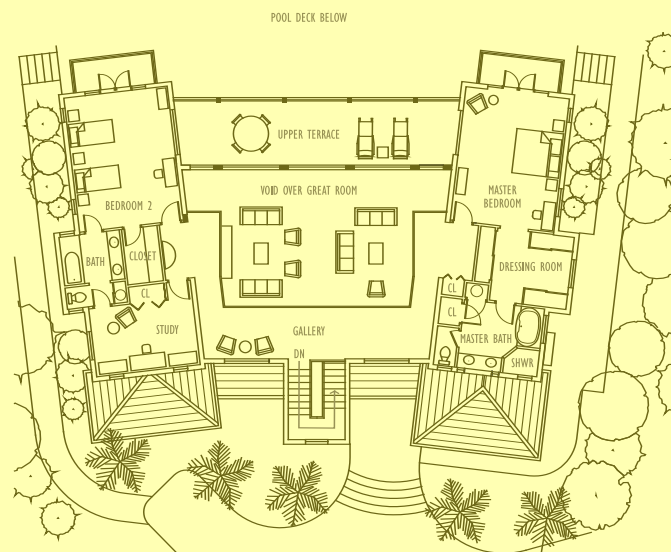 POOL DECK BELOW
UPPER TERRACE
VOID OVER GREAT ROOM
BEDROOM 2
MASTER
BEDROOM
BATH
CLOSET
DRESSING ROOM
CL
CL
CL
STUDY
GALLERY
MASTER BATH
DN
SHWR